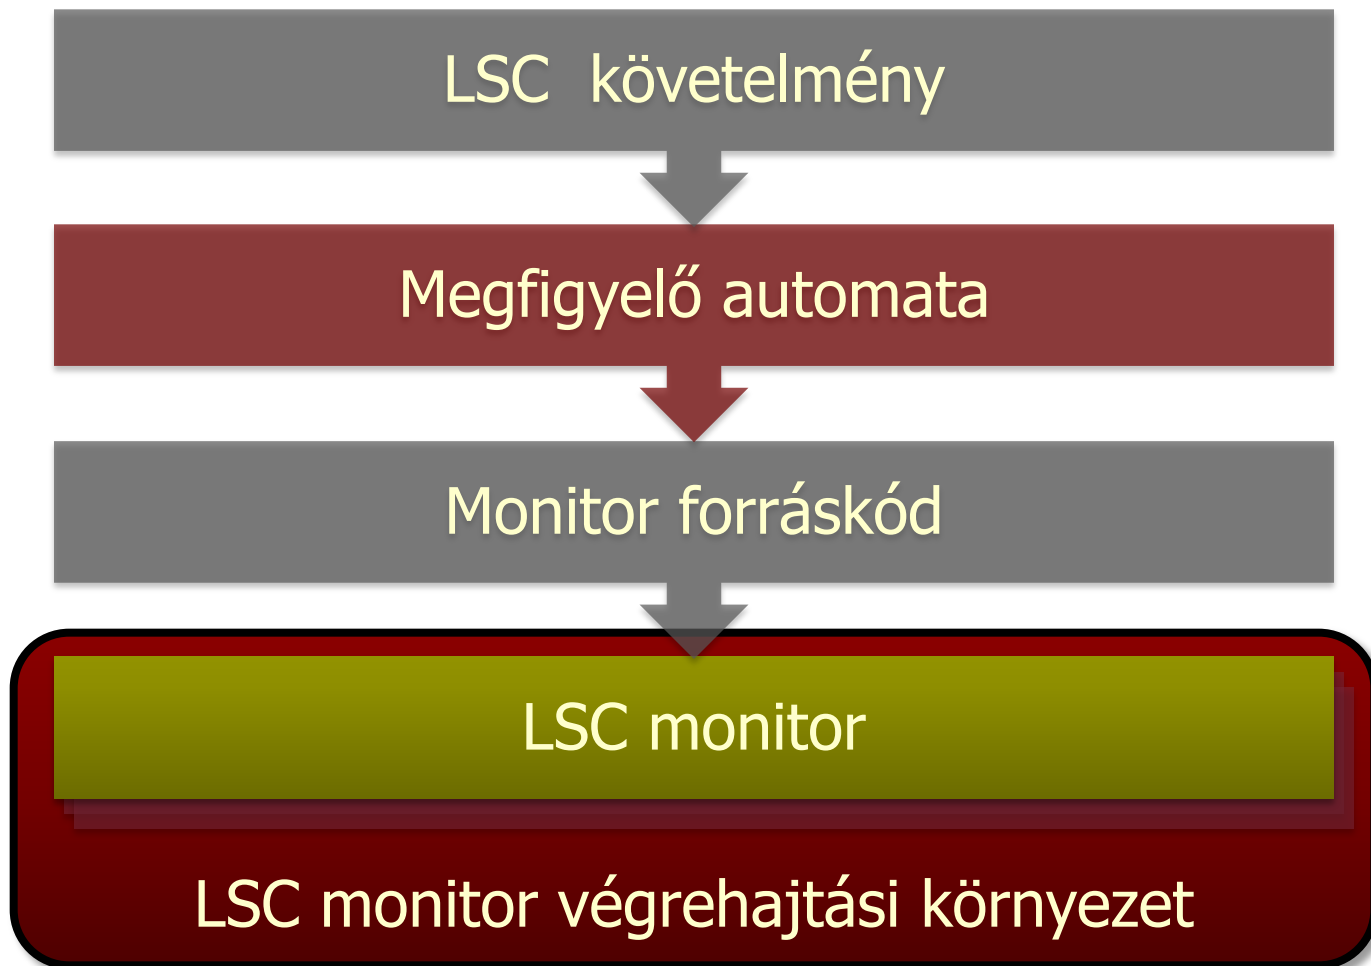 LSC követelmény
Megfigyelő automata
Monitor forráskód
LSC monitor
LSC monitor végrehajtási környezet